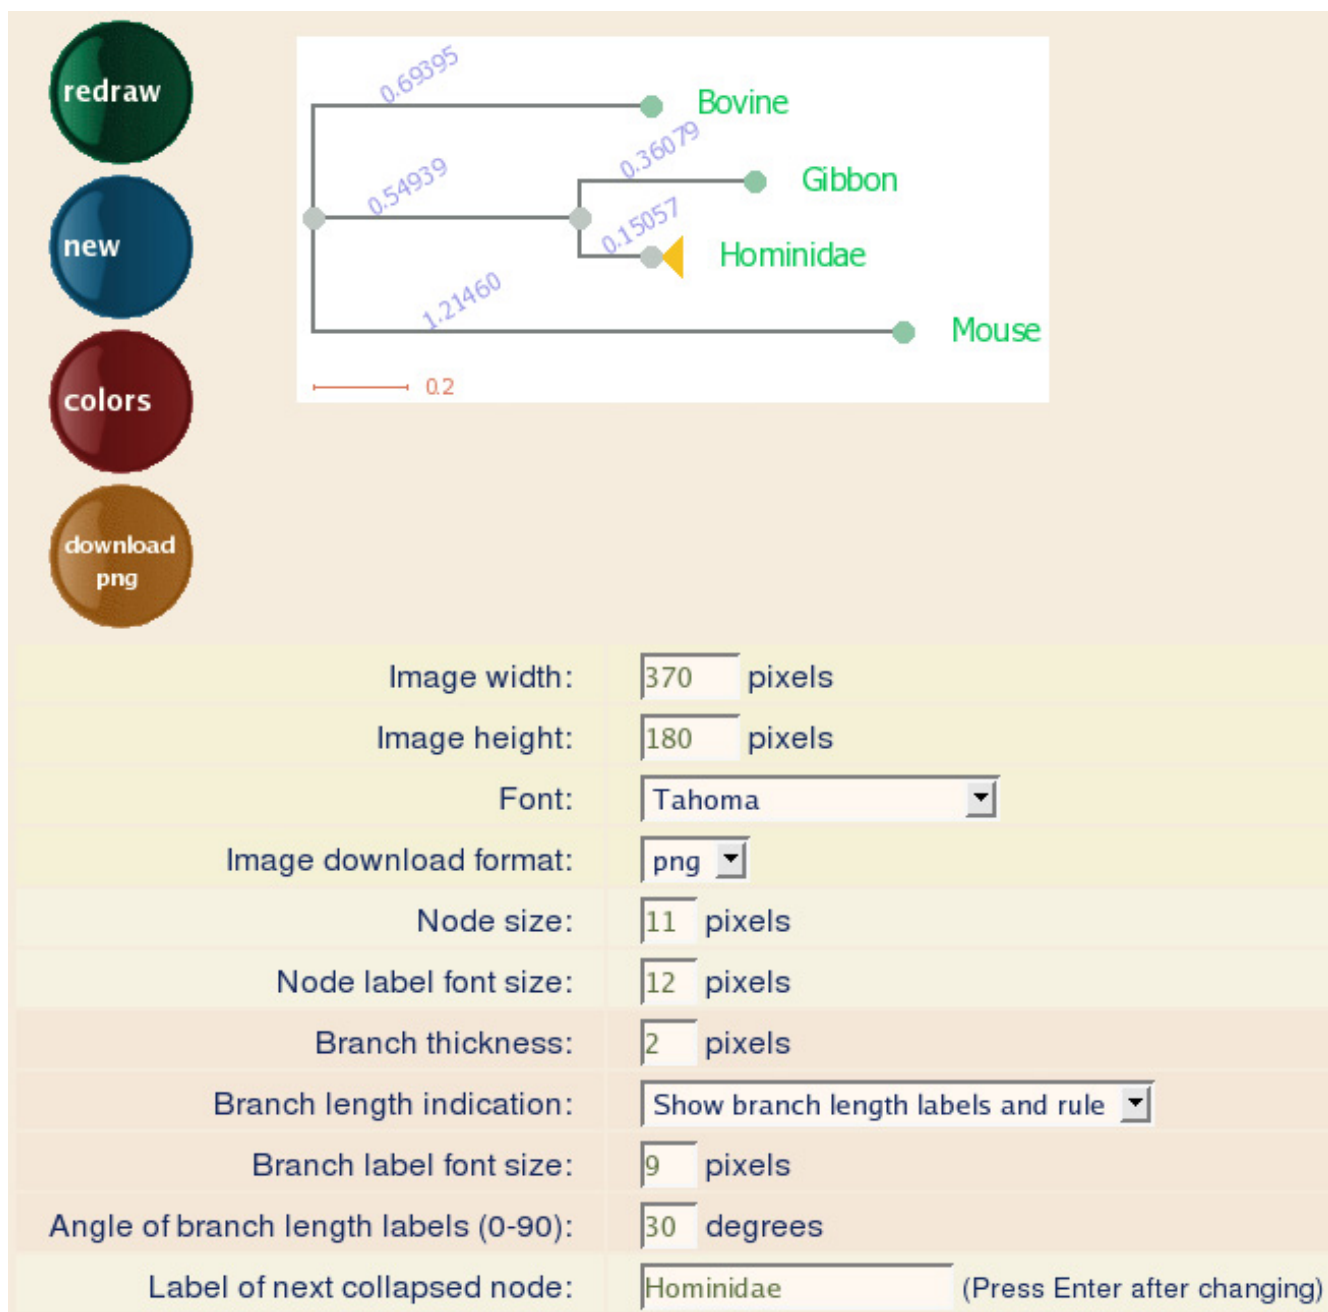 redraw
new
colors
download
png
0.69395
Bovine
0.36079
Gibbon
0.54939
0.15057
Hominidae
1.21460
Mouse
0.2
Image width: 370 pixels
Image height: 180 pixels
Font: Tahoma
Image download format: png
Node size: 11 pixels
Node label font size: 12 pixels
Branch thickness: 2 pixels
Branch length indication: Show branch length labels and rule
Branch label font size: 9 pixels
Angle of branch length labels (0-90): 30 degrees
Label of next collapsed node: Hominidae (Press Enter after changing)